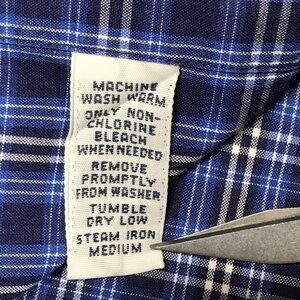 MACHINE
WASH WARM
ONLY NON-
CHLORINE
BLEACH
WHEN NEEDED
REMOVE
PROMPTLY
FROM WASHER
TUMBLE
DRY LOW
STEAM IRON
MEDIUM